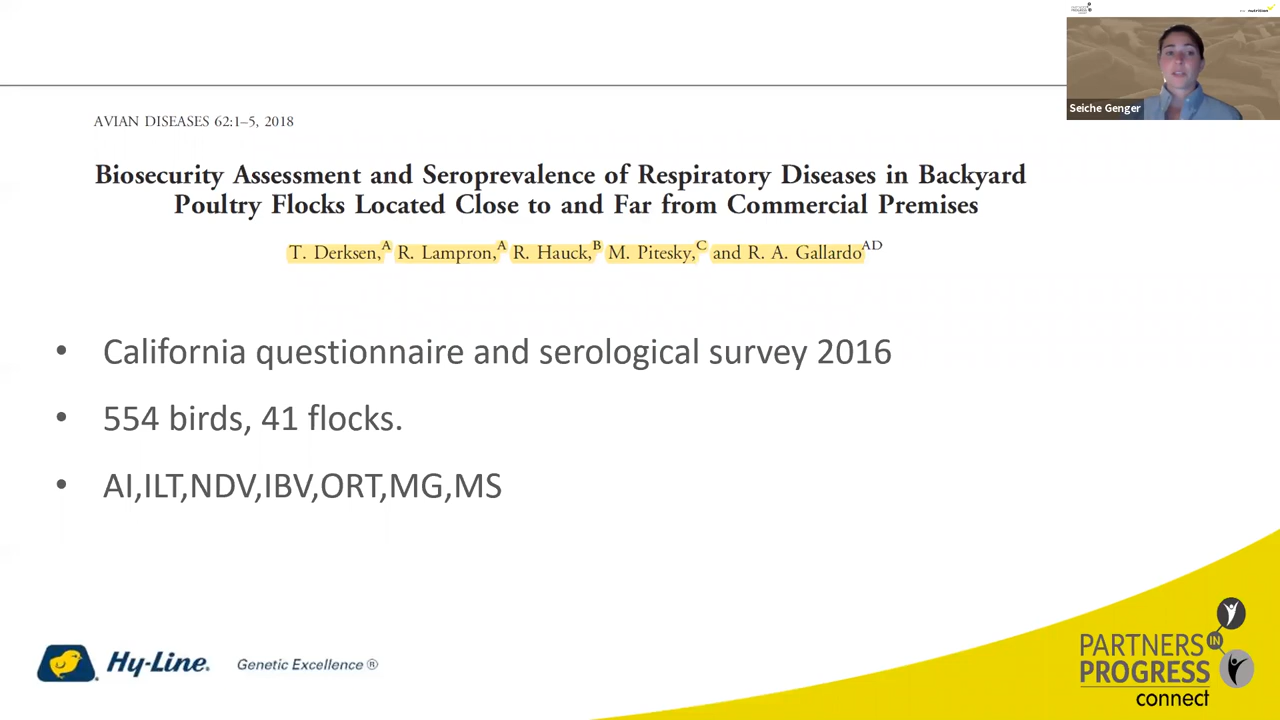 AVIAN DISEASES 62:1–5, 2018
Biosecurity Assessment and Seroprevalence of Respiratory Diseases in Backyard
Poultry Flocks Located Close to and Far from Commercial Premises
T. Derksen,A R. Lampron,A R. Hauck,B M. Pitesky,C and R. A. GallardoAD
• California questionnaire and serological survey 2016
• 554 birds, 41 flocks.
• AI,ILT,NDV,IBV,ORT,MG,MS
Seiche Genger
Hy-Line®
Genetic Excellence ®
PARTNERS IN
PROGRESS
connect